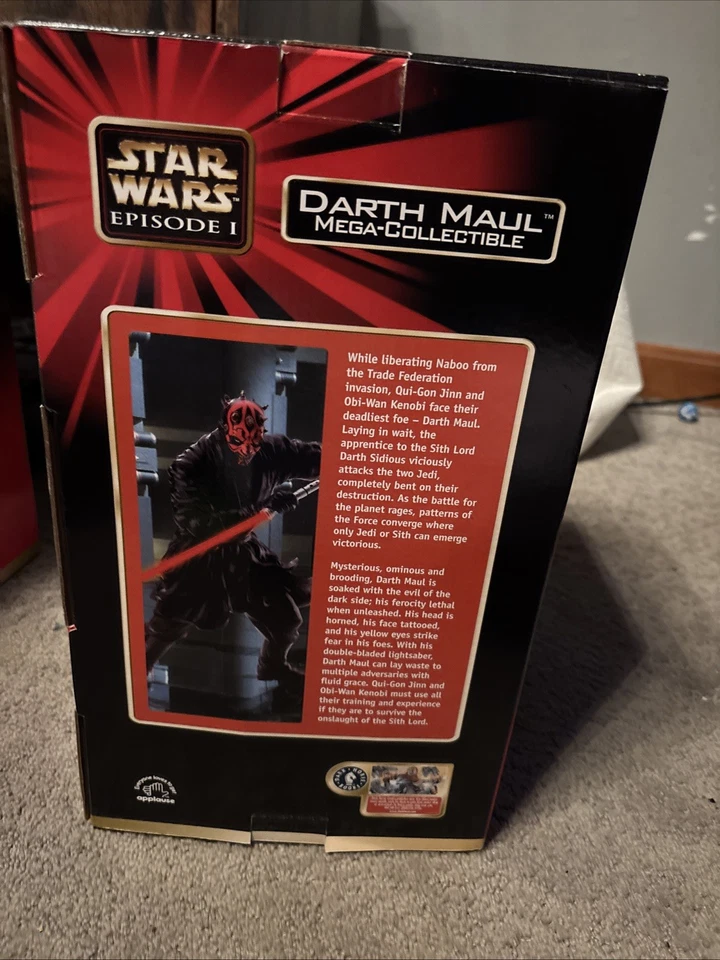 STAR
WARS™
EPISODE I
DARTH MAUL™
MEGA-COLLECTIBLE
While liberating Naboo from
the Trade Federation
invasion, Qui-Gon Jinn and
Obi-Wan Kenobi face their
deadliest foe – Darth Maul.
Laying in wait, the
apprentice to the Sith Lord
Darth Sidious viciously
attacks the two Jedi,
completely bent on their
destruction. As the battle for
the planet rages, patterns of
the Force converge where
only Jedi or Sith can emerge
victorious.
Mysterious, ominous and
brooding, Darth Maul is
soaked with the evil of the
dark side; his ferocity lethal
when unleashed. His head is
horned, his face tattooed,
and his yellow eyes strike
fear in his foes. With his
double-bladed lightsaber,
Darth Maul can lay waste to
multiple adversaries with
fluid grace. Qui-Gon Jinn and
Obi-Wan Kenobi must use all
their training and experience
if they are to survive the
onslaught of the Sith Lord.
applause